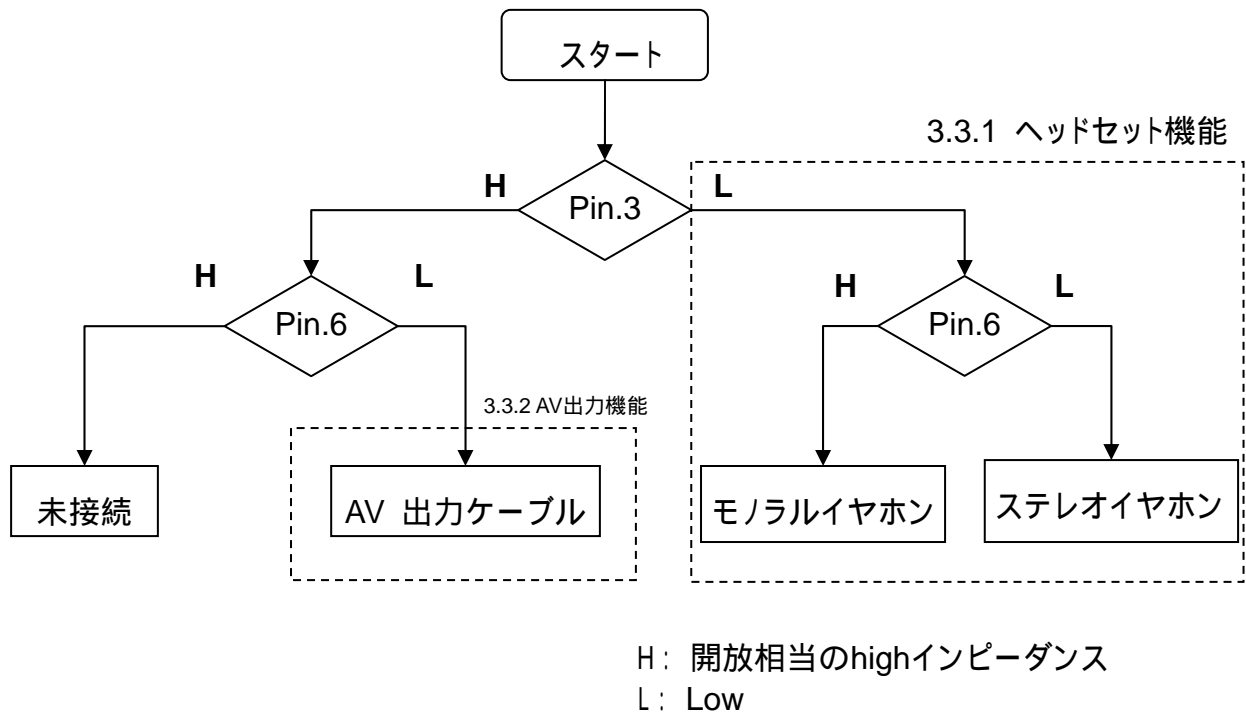 スタート
3.3.1 ヘッドセット機能
H
Pin.3
L
H
Pin.6
L
H
Pin.6
L
3.3.2 AV出力機能
未接続
AV 出力ケーブル
モノラルイヤホン
ステレオイヤホン
H : 開放相当のhighインピーダンス
L : Low